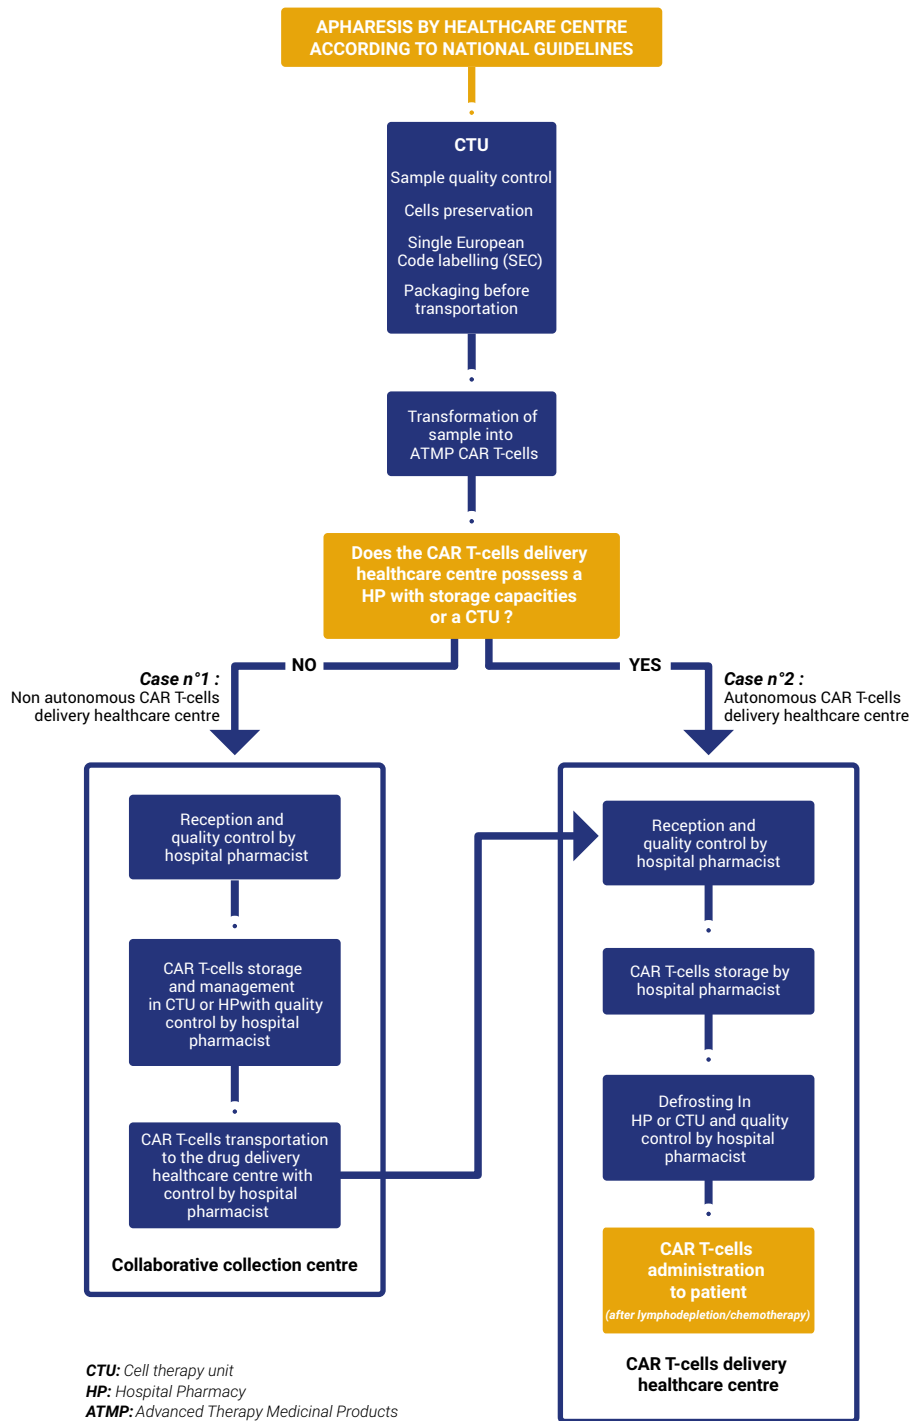 APHARESIS BY HEALTHCARE CENTRE
ACCORDING TO NATIONAL GUIDELINES
CTU
Sample quality control
Cells preservation
Single European
Code labelling (SEC)
Packaging before
transportation
Transformation of
sample into
ATMP CAR T-cells
Does the CAR T-cells delivery
healthcare centre possess a
HP with storage capacities
or a CTU ?
NO
YES
Case n°1 :
Non autonomous CAR T-cells
delivery healthcare centre
Case n°2 :
Autonomous CAR T-cells
delivery healthcare centre
Reception and
quality control by
hospital pharmacist
CAR T-cells storage
and management
in CTU or HPwith quality
control by hospital
pharmacist
CAR T-cells transportation
to the drug delivery
healthcare centre with
control by hospital
pharmacist
Collaborative collection centre
Reception and
quality control by
hospital pharmacist
CAR T-cells storage by
hospital pharmacist
Defrosting In
HP or CTU and quality
control by hospital
pharmacist
CAR T-cells
administration
to patient
(after lymphodepletion/chemotherapy)
CAR T-cells delivery
healthcare centre
CTU: Cell therapy unit
HP: Hospital Pharmacy
ATMP: Advanced Therapy Medicinal Products